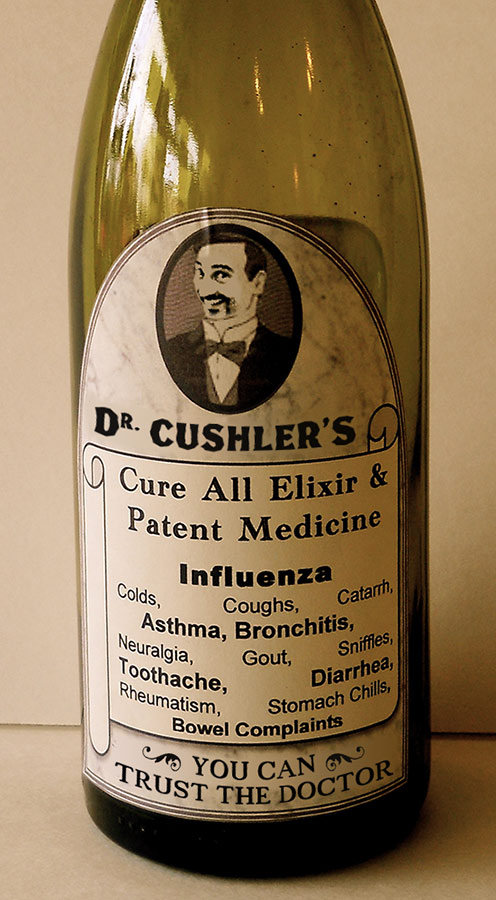 DR. CUSHLER'S
Cure All Elixir &
Patent Medicine
Influenza
Colds, Coughs, Catarrh,
Asthma, Bronchitis,
Neuralgia, Gout, Sniffles,
Toothache, Diarrhea,
Rheumatism, Stomach Chills,
Bowel Complaints
YOU CAN
TRUST THE DOCTOR